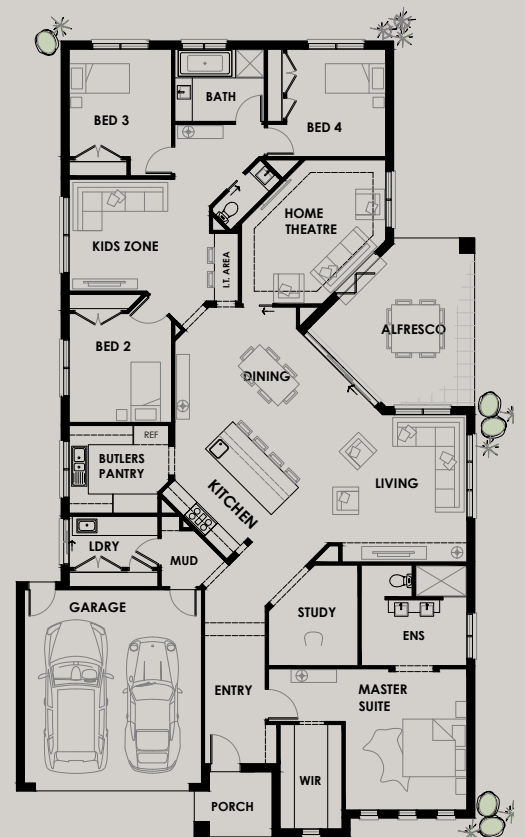 BED 3
BATH
BED 4
HOME
THEATRE
KIDS ZONE
I.T. AREA
ALFRESCO
BED 2
DINING
REF
BUTLERS
PANTRY
KITCHEN
LIVING
LDRY
MUD
GARAGE
STUDY
ENS
ENTRY
MASTER
SUITE
WIR
PORCH